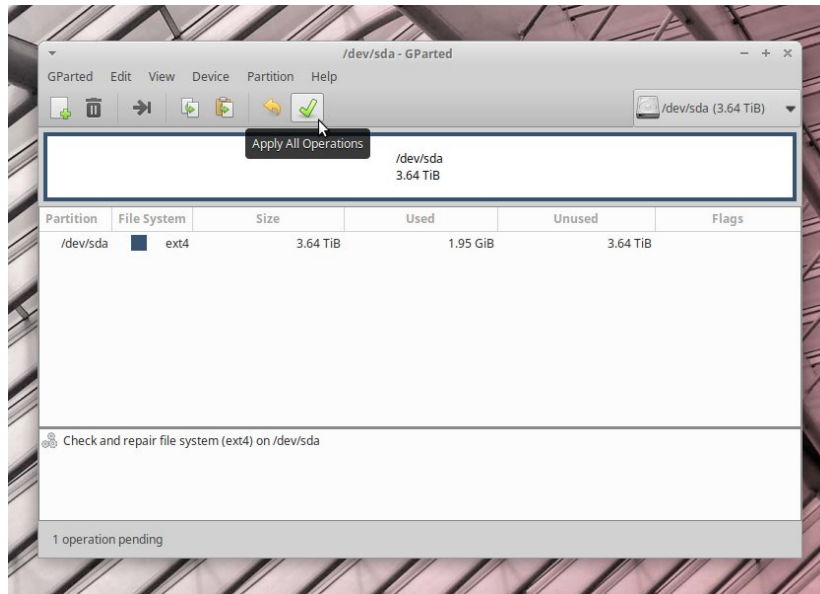 /dev/sda - GParted
GParted Edit View Device Partition Help
/dev/sda (3.64 TiB)
Apply All Operations
/dev/sda
3.64 TiB
Partition File System Size Used Unused Flags
/dev/sda ext4 3.64 TiB 1.95 GiB 3.64 TiB
Check and repair file system (ext4) on /dev/sda
1 operation pending